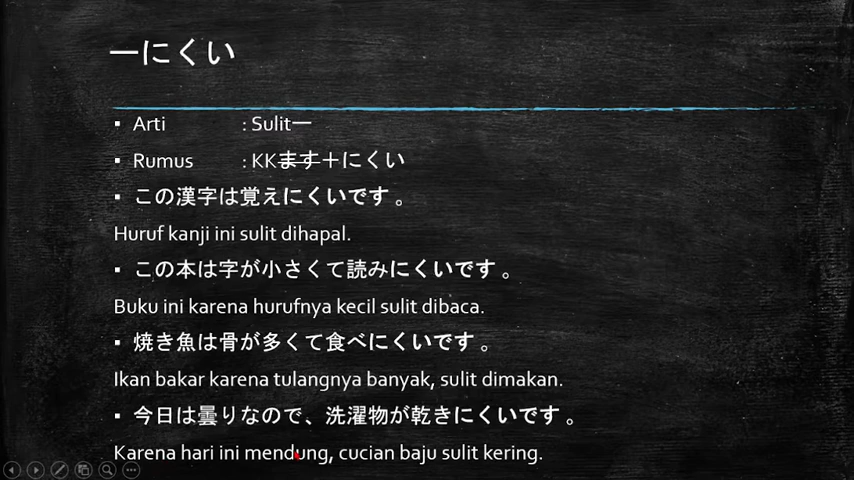 ーにくい
▪ Arti : Sulitー
▪ Rumus : KKます＋にくい
▪ この漢字は覚えにくいです 。
Huruf kanji ini sulit dihapal.
▪ この本は字が小さくて読みにくいです 。
Buku ini karena hurufnya kecil sulit dibaca.
▪ 焼き魚は骨が多くて食べにくいです 。
Ikan bakar karena tulangnya banyak, sulit dimakan.
▪ 今日は曇りなので、洗濯物が乾きにくいです 。
Karena hari ini mendung, cucian baju sulit kering.